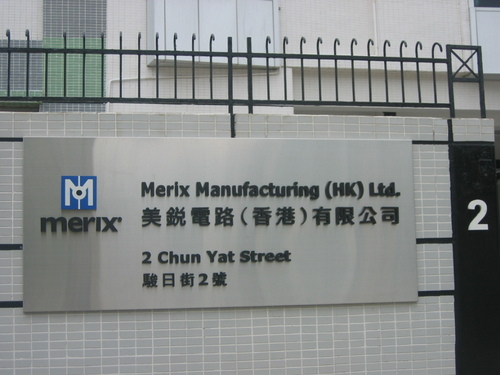 merix®
Merix Manufacturing (HK) Ltd.
美銳電路（香港）有限公司
2 Chun Yat Street
駿日街2號
2